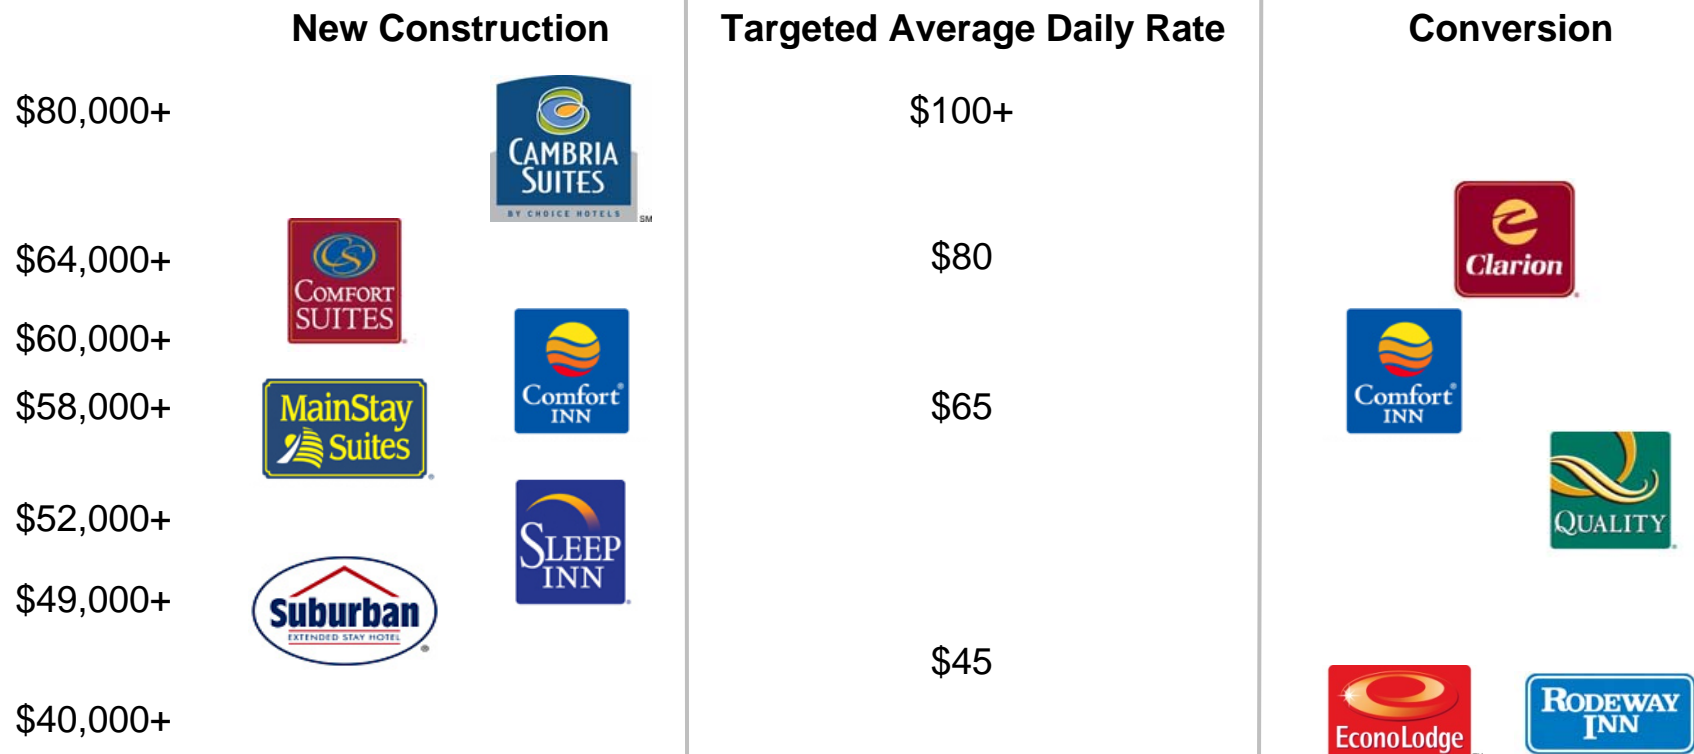 New Construction
Targeted Average Daily Rate
Conversion
$80,000+
CAMBRIA
SUITES
BY CHOICE HOTELS
SM
$100+
$64,000+
CS
COMFORT
SUITES
$80
Clarion
$60,000+
$58,000+
MainStay
Suites
Comfort®
INN
$65
Comfort®
INN
$52,000+
SLEEP
INN
QUALITY
$49,000+
Suburban
EXTENDED STAY HOTEL
®
$45
$40,000+
EconoLodge
RODEWAY
INN